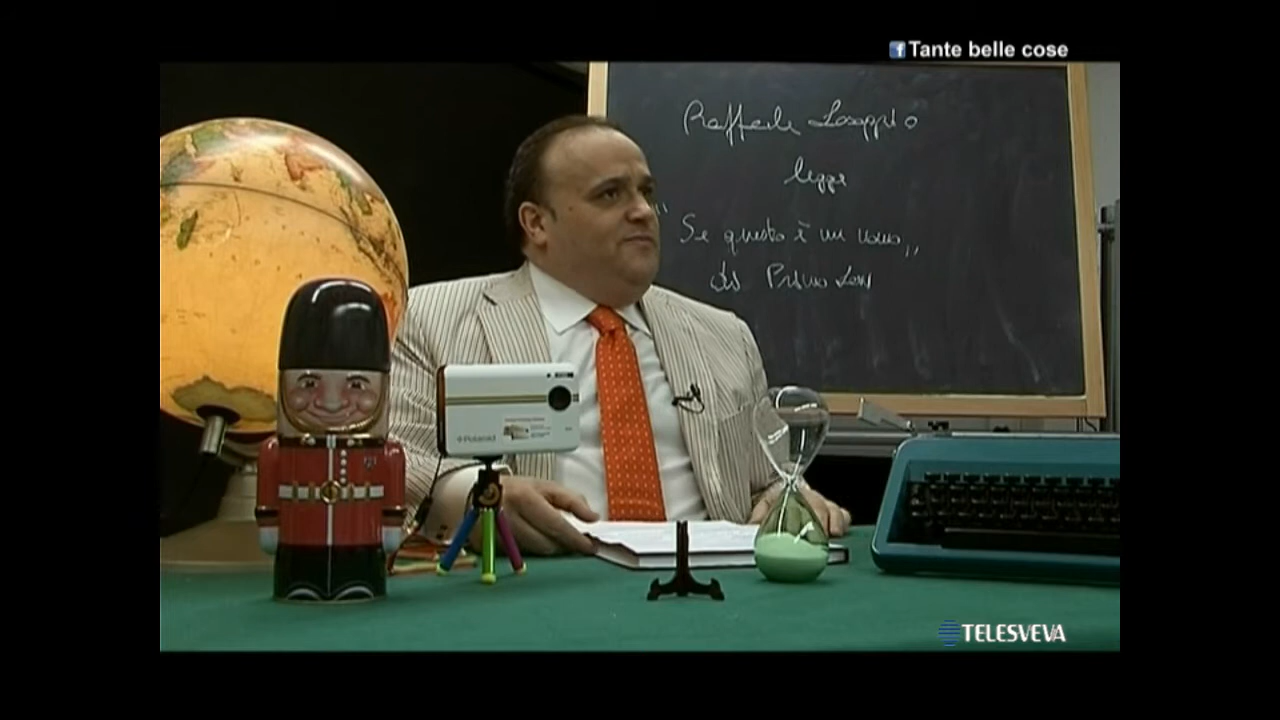 Tante belle cose
Raffaele Losappio
legge
"Se questo è un uomo"
di Primo Levi
Polaroid
TELESVEVA